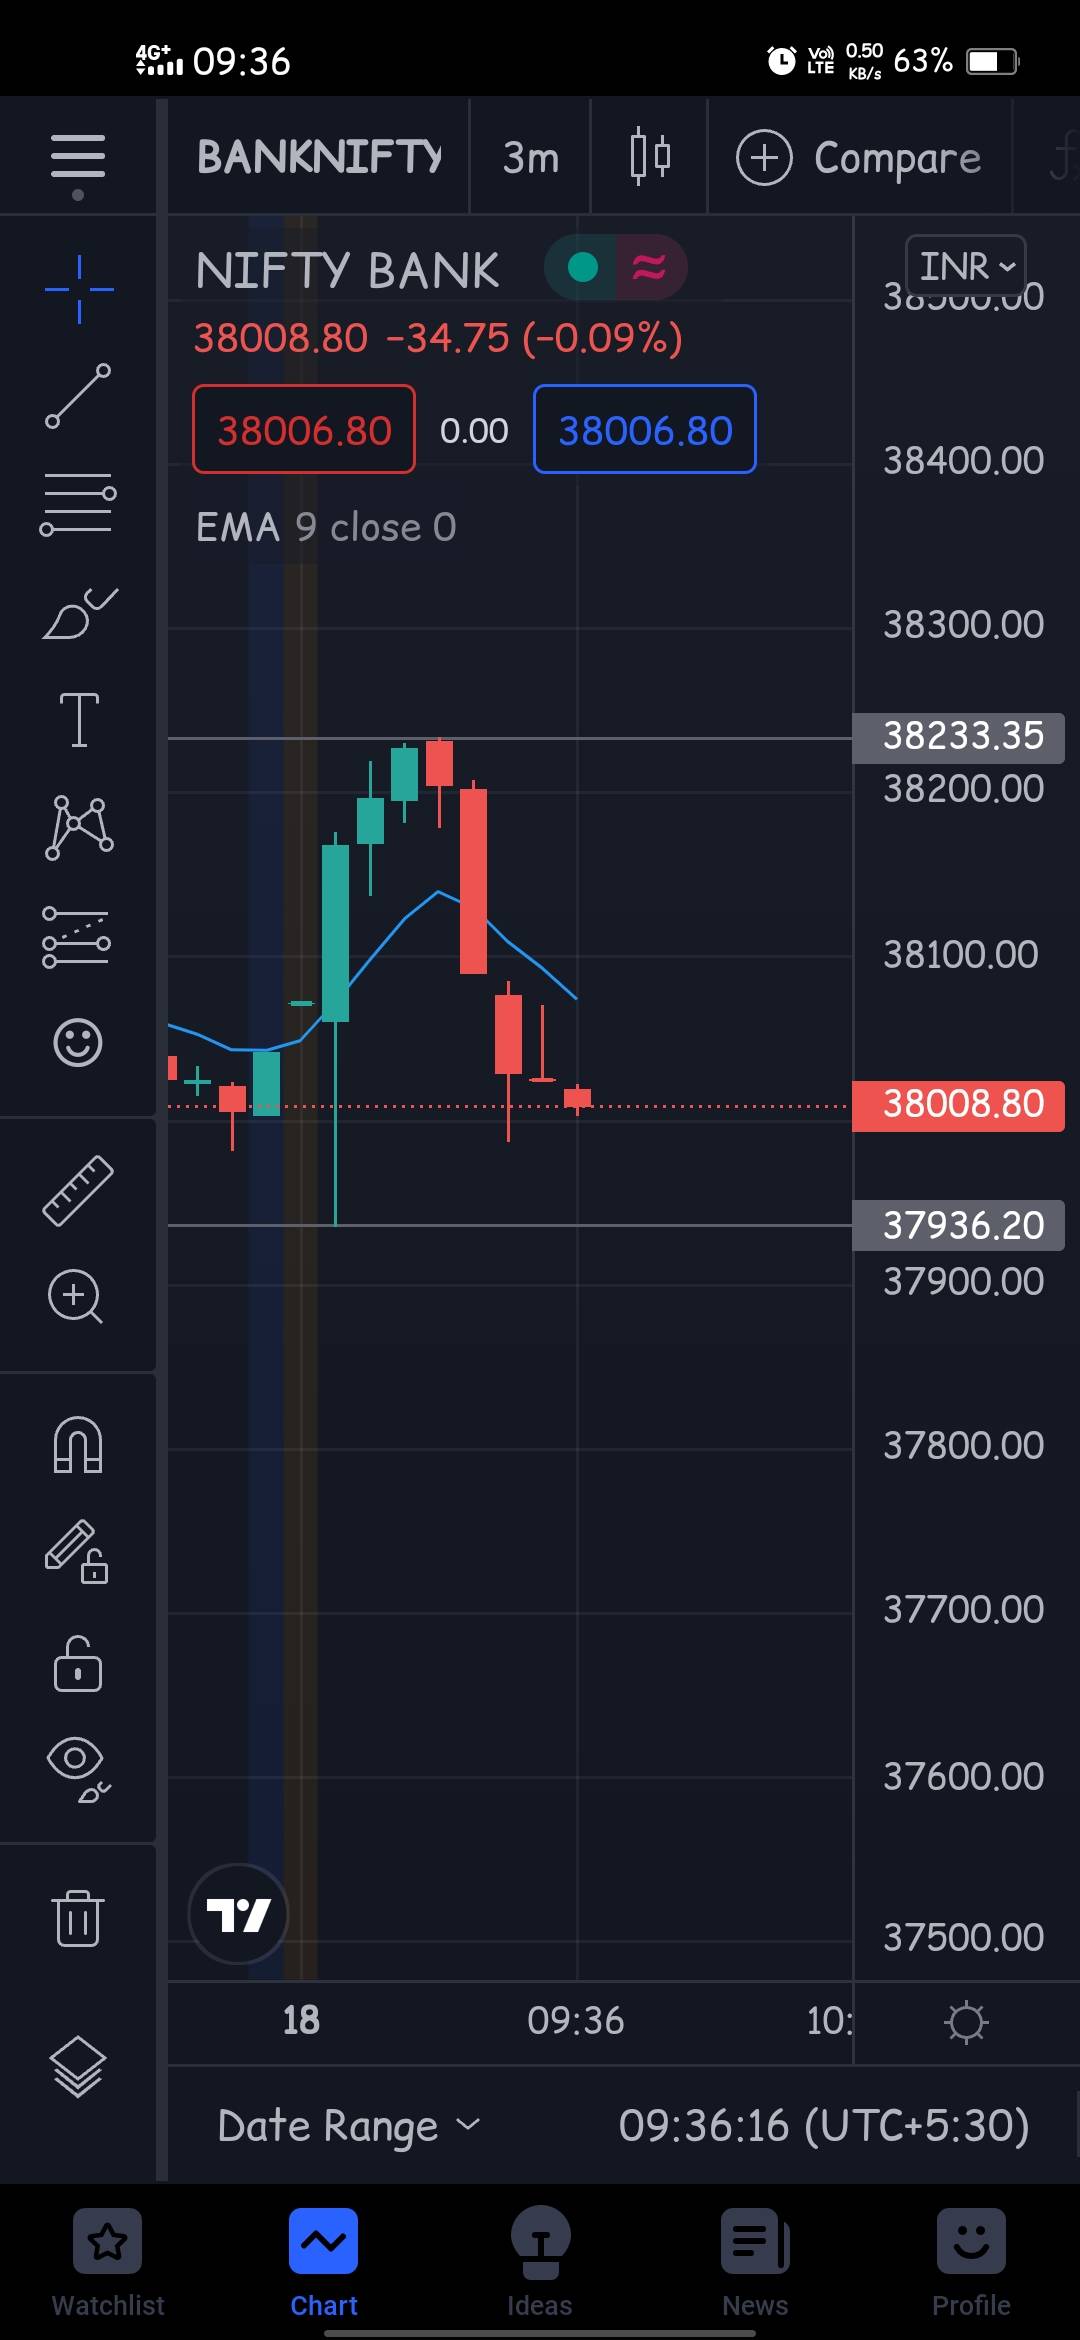 4G+ 09:36 Vo)) LTE 0.50 KB/s 63%
BANKNIFTY 3m Compare
NIFTY BANK INR
38008.80 −34.75 (−0.09%)
38006.80 0.00 38006.80
38400.00
EMA 9 close 0
38300.00
38233.35
38200.00
38100.00
38008.80
37936.20
37900.00
37800.00
37700.00
37600.00
37500.00
18 09:36 10:
Date Range 09:36:16 (UTC+5:30)
Watchlist Chart Ideas News Profile